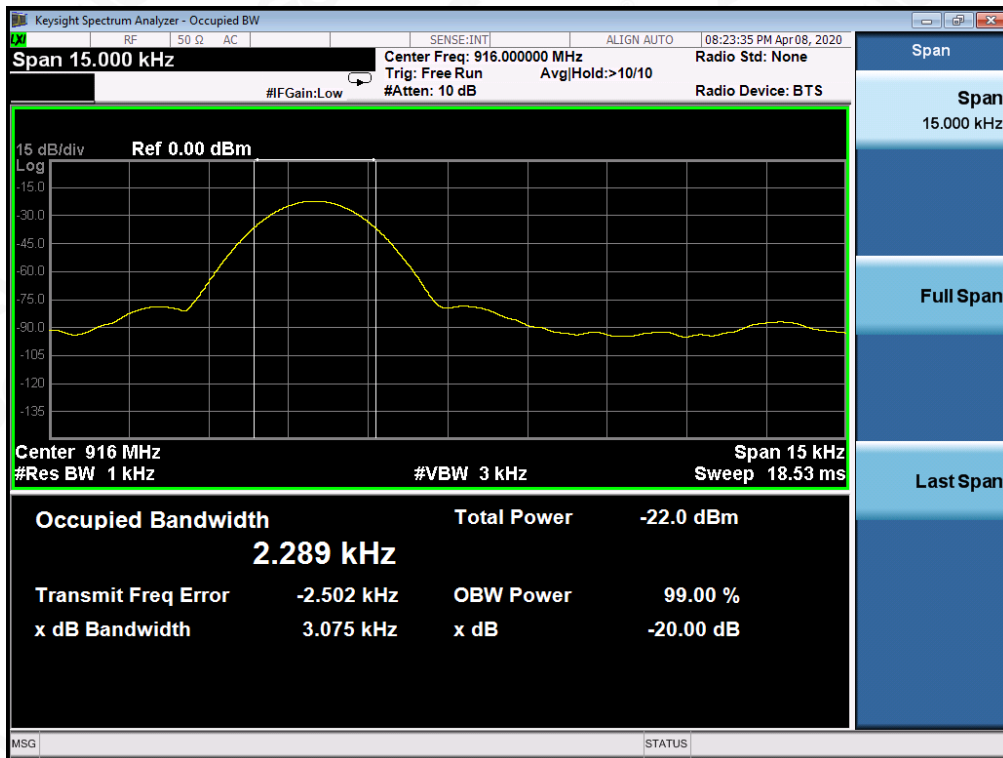 Keysight Spectrum Analyzer - Occupied BW
LXI RF 50 Ω AC SENSE:INT ALIGN AUTO 08:23:35 PM Apr 08, 2020
Span 15.000 kHz
Center Freq: 916.000000 MHz Radio Std: None
Trig: Free Run Avg|Hold:>10/10
#IFGain:Low #Atten: 10 dB Radio Device: BTS
15 dB/div Ref 0.00 dBm
Log
-15.0
-30.0
-45.0
-60.0
-75.0
-90.0
-105
-120
-135
Center 916 MHz Span 15 kHz
#Res BW 1 kHz #VBW 3 kHz Sweep 18.53 ms
Occupied Bandwidth Total Power -22.0 dBm
2.289 kHz
Transmit Freq Error -2.502 kHz OBW Power 99.00 %
x dB Bandwidth 3.075 kHz x dB -20.00 dB
MSG STATUS
Span
Span
15.000 kHz
Full Span
Last Span